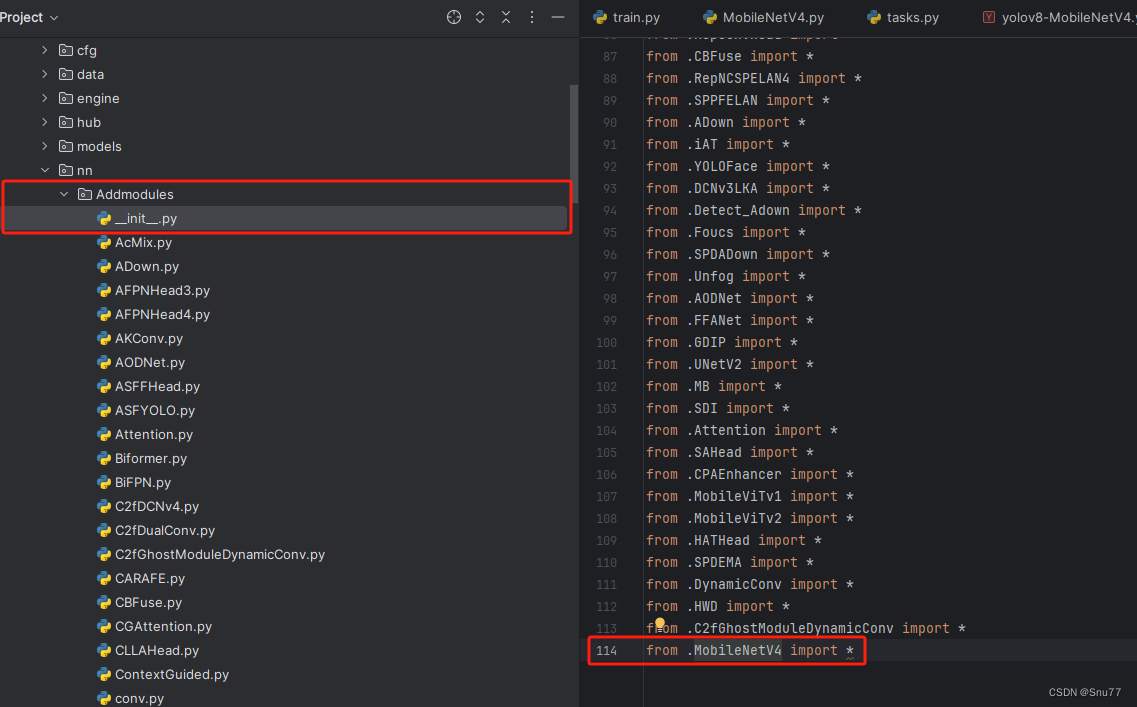 Project
cfg
data
engine
hub
models
nn
Addmodules
__init__.py
AcMix.py
ADown.py
AFPNHead3.py
AFPNHead4.py
AKConv.py
AODNet.py
ASFFHead.py
ASFYOLO.py
Attention.py
Biformer.py
BiFPN.py
C2fDCNv4.py
C2fDualConv.py
C2fGhostModuleDynamicConv.py
CARAFE.py
CBFuse.py
CGAttention.py
CLLAHead.py
ContextGuided.py
conv.py
train.py MobileNetV4.py tasks.py yolov8-MobileNetV4.
87 from .CBFuse import *
88 from .RepNCSPELAN4 import *
89 from .SPPFELAN import *
90 from .ADown import *
91 from .iAT import *
92 from .YOLOFace import *
93 from .DCNv3LKA import *
94 from .Detect_Adown import *
95 from .Foucs import *
96 from .SPDADown import *
97 from .Unfog import *
98 from .AODNet import *
99 from .FFANet import *
100 from .GDIP import *
101 from .UNetV2 import *
102 from .MB import *
103 from .SDI import *
104 from .Attention import *
105 from .SAHead import *
106 from .CPAEnhancer import *
107 from .MobileViTv1 import *
108 from .MobileViTv2 import *
109 from .HATHead import *
110 from .SPDEMA import *
111 from .DynamicConv import *
112 from .HWD import *
113 from .C2fGhostModuleDynamicConv import *
114 from .MobileNetV4 import *
CSDN @Snu77